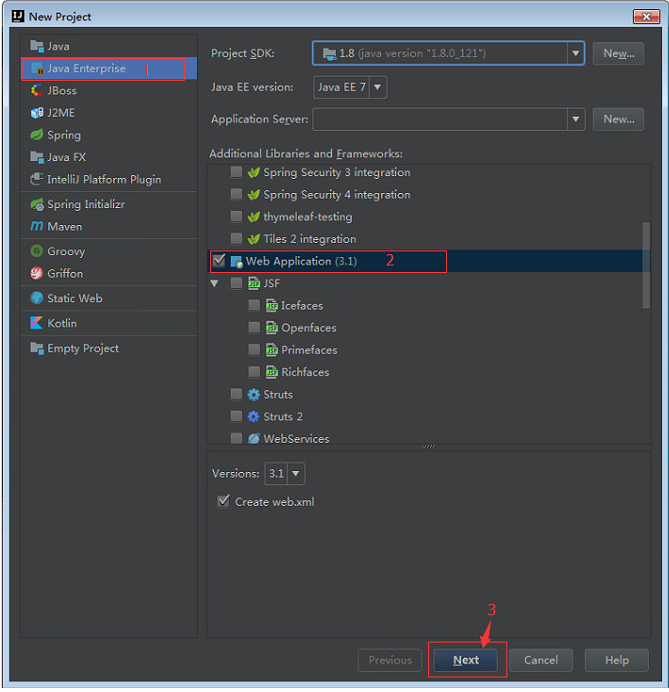 New Project
Java
Java Enterprise 1
JBoss
J2ME
Spring
Java FX
IntelliJ Platform Plugin
Spring Initializr
Maven
Groovy
Griffon
Static Web
Kotlin
Empty Project
Project SDK: 1.8 (java version "1.8.0_121") New...
Java EE version: Java EE 7
Application Server: New...
Additional Libraries and Frameworks:
Spring Security 3 integration
Spring Security 4 integration
thymeleaf-testing
Tiles 2 integration
Web Application (3.1) 2
JSF
Icefaces
Openfaces
Primefaces
Richfaces
Struts
Struts 2
WebServices
Versions: 3.1
Create web.xml
3
Previous Next Cancel Help